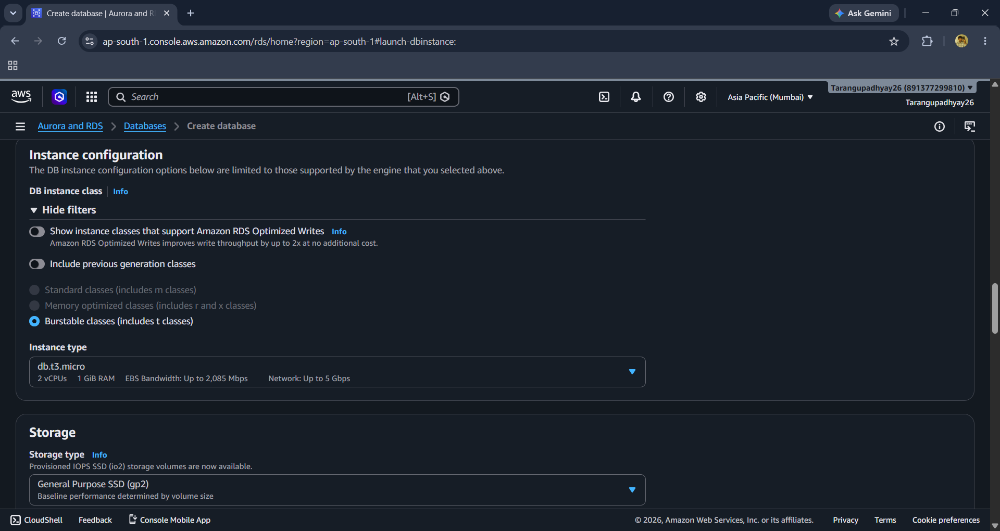 Create database | Aurora and R
Ask Gemini
ap-south-1.console.aws.amazon.com/rds/home?region=ap-south-1#launch-dbinstance:
aws
Search
[Alt+S]
Asia Pacific (Mumbai)
Tarangupadhyay26 (891377299810)
Tarangupadhyay26
Aurora and RDS
Databases
Create database
Instance configuration
The DB instance configuration options below are limited to those supported by the engine that you selected above.
DB instance class Info
Hide filters
Show instance classes that support Amazon RDS Optimized Writes Info
Amazon RDS Optimized Writes improves write throughput by up to 2x at no additional cost.
Include previous generation classes
Standard classes (includes m classes)
Memory optimized classes (includes r and x classes)
Burstable classes (includes t classes)
Instance type
db.t3.micro
2 vCPUs 1 GiB RAM EBS Bandwidth: Up to 2,085 Mbps Network: Up to 5 Gbps
Storage
Storage type Info
Provisioned IOPS SSD (io2) storage volumes are now available.
General Purpose SSD (gp2)
Baseline performance determined by volume size
CloudShell Feedback Console Mobile App
© 2026, Amazon Web Services, Inc. or its affiliates. Privacy Terms Cookie preferences